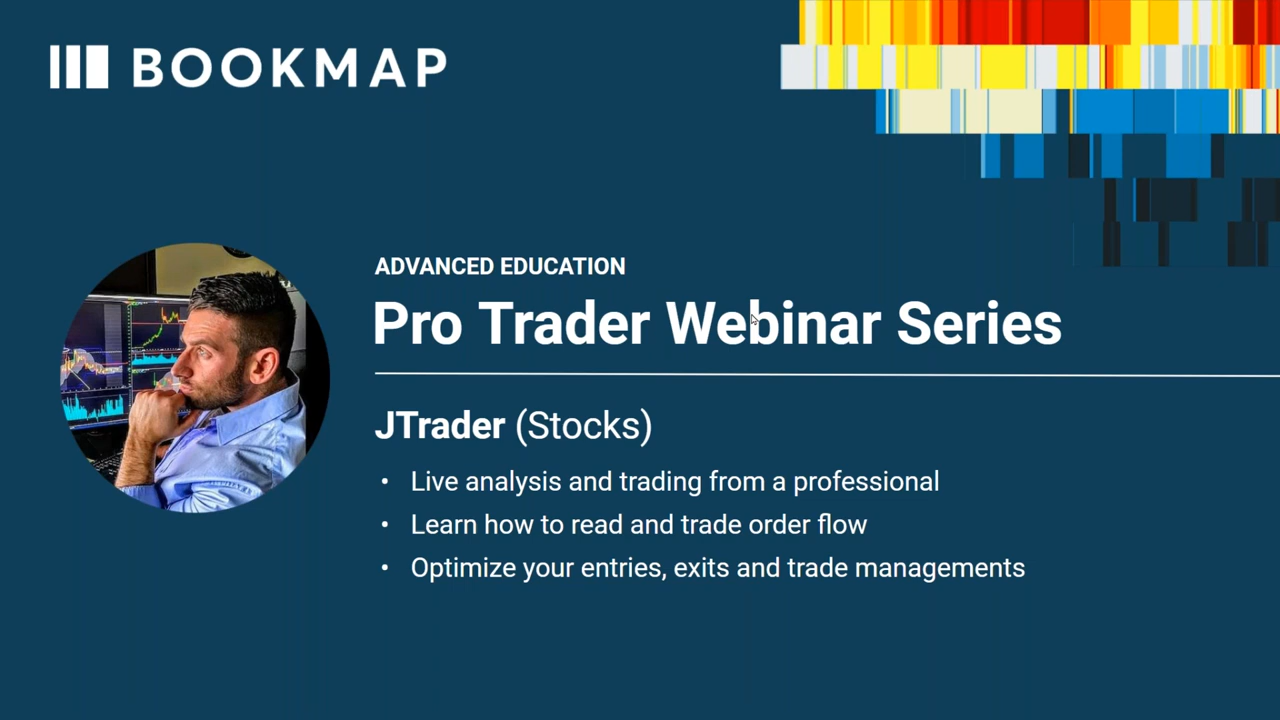 BOOKMAP
ADVANCED EDUCATION
Pro Trader Webinar Series
JTrader (Stocks)
• Live analysis and trading from a professional
• Learn how to read and trade order flow
• Optimize your entries, exits and trade managements